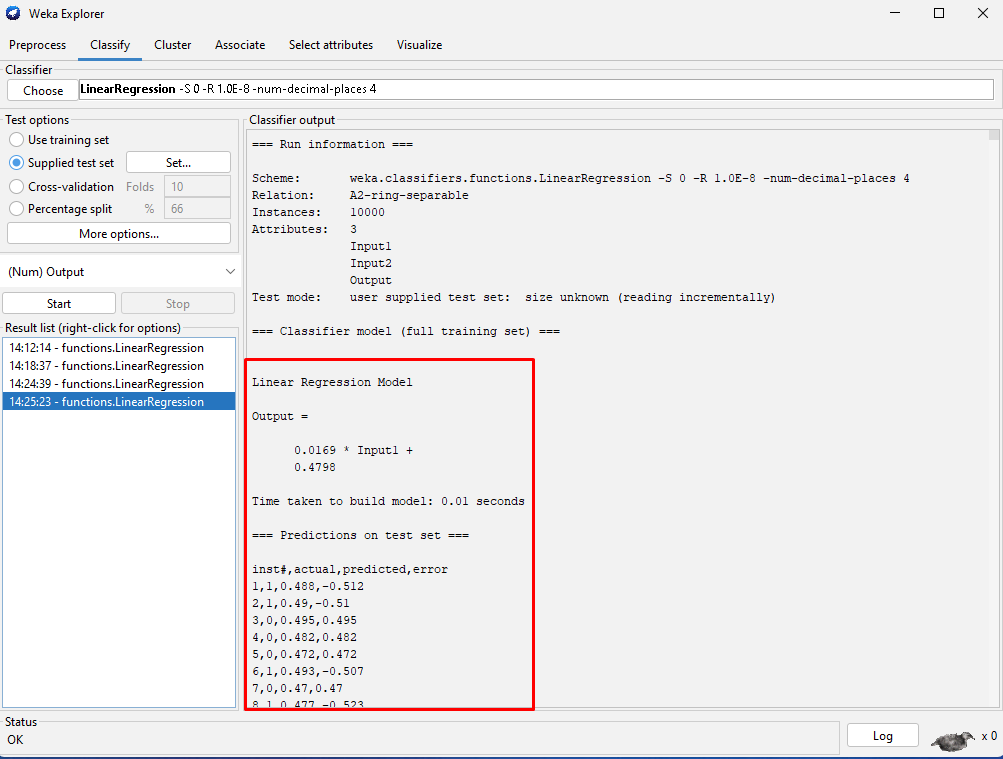 Weka Explorer
Preprocess Classify Cluster Associate Select attributes Visualize
Classifier
Choose LinearRegression -S 0 -R 1.0E-8 -num-decimal-places 4
Test options
Use training set
Supplied test set Set...
Cross-validation Folds 10
Percentage split % 66
More options...
(Num) Output
Start Stop
Result list (right-click for options)
14:12:14 - functions.LinearRegression
14:18:37 - functions.LinearRegression
14:24:39 - functions.LinearRegression
14:25:23 - functions.LinearRegression
Classifier output
=== Run information ===
Scheme: weka.classifiers.functions.LinearRegression -S 0 -R 1.0E-8 -num-decimal-places 4
Relation: A2-ring-separable
Instances: 10000
Attributes: 3
Input1
Input2
Output
Test mode: user supplied test set: size unknown (reading incrementally)
=== Classifier model (full training set) ===
Linear Regression Model
Output =
0.0169 * Input1 +
0.4798
Time taken to build model: 0.01 seconds
=== Predictions on test set ===
inst#,actual,predicted,error
1,1,0.488,-0.512
2,1,0.49,-0.51
3,0,0.495,0.495
4,0,0.482,0.482
5,0,0.472,0.472
6,1,0.493,-0.507
7,0,0.47,0.47
8,1,0.477,-0.523
Status
OK
Log
x 0